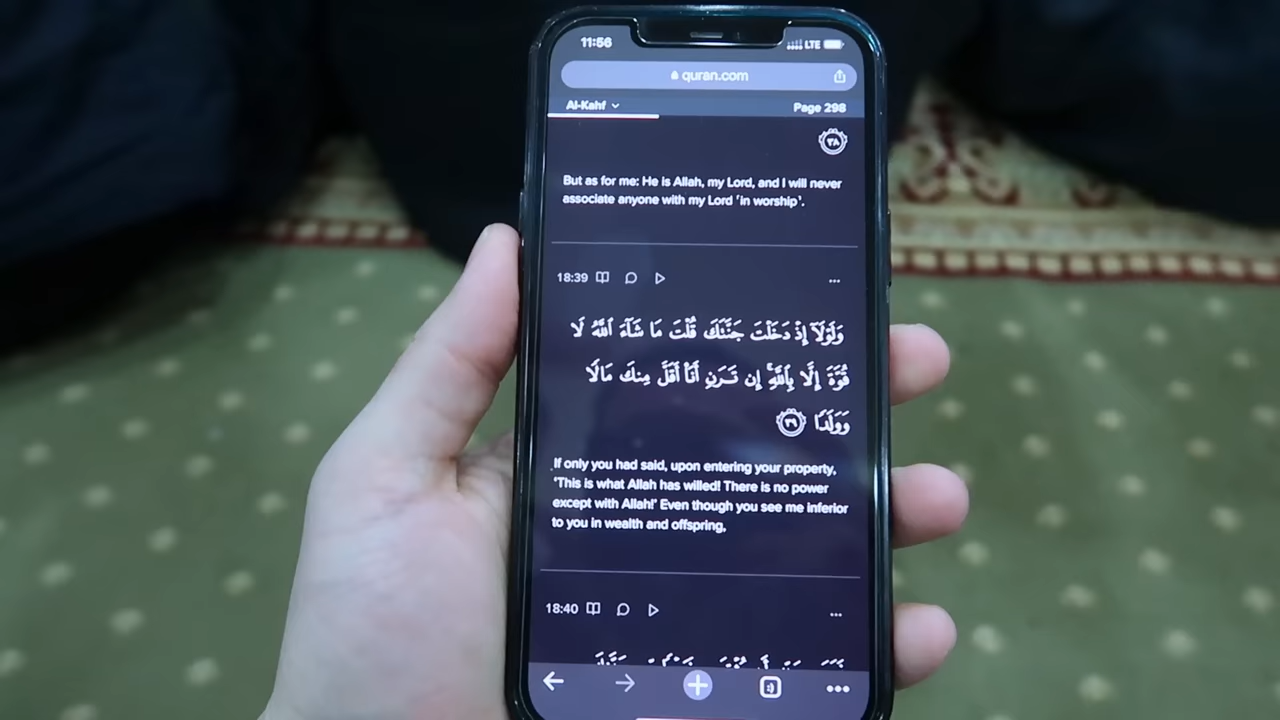 11:56 LTE
quran.com
Al-Kahf Page 298
٣٨
But as for me: He is Allah, my Lord, and I will never
associate anyone with my Lord 'in worship'.
18:39
وَلَوْلَآ إِذْ دَخَلْتَ جَنَّتَكَ قُلْتَ مَا شَآءَ ٱللَّهُ لَا
قُوَّةَ إِلَّا بِٱللَّهِ ۚ إِن تَرَنِ أَنَا۠ أَقَلَّ مِنكَ مَالًا
وَوَلَدًا ٣٩
If only you had said, upon entering your property,
'This is what Allah has willed! There is no power
except with Allah!' Even though you see me inferior
to you in wealth and offspring,
18:40